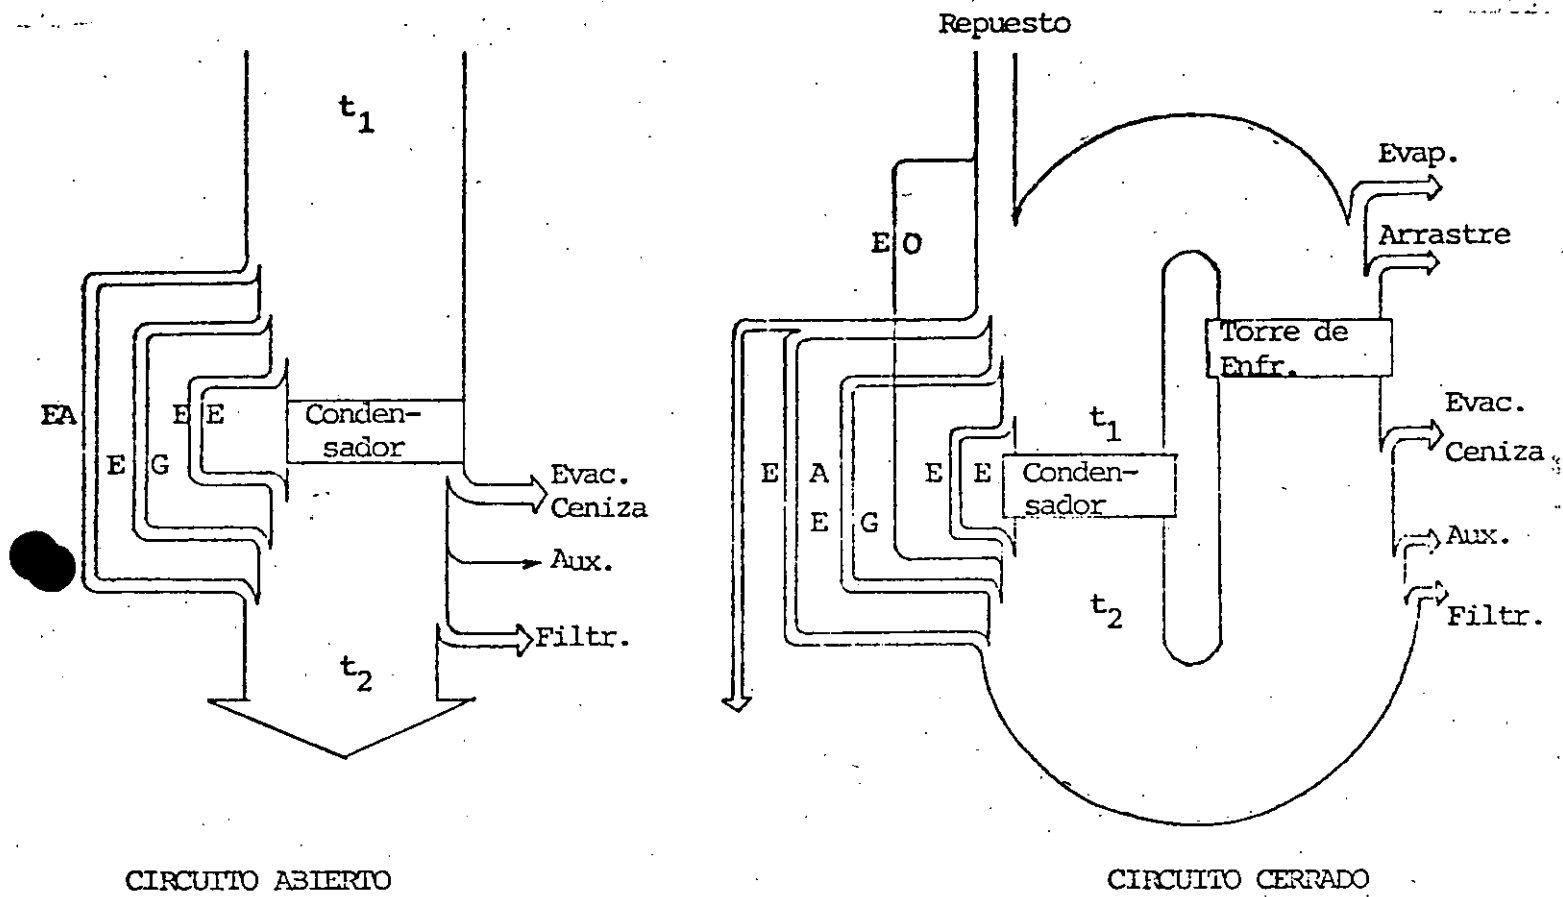 Repuesto
t1
EA
E G
E E
Conden-
sador
Evac.
Ceniza
Aux.
Filtr.
t2
CIRCUITO ABIERTO
E O
Evap.
Arrastre
Torre de
Enfr.
t1
E A
E G
E E
Conden-
sador
Evac.
Ceniza
Aux.
Filtr.
t2
CIRCUITO CERRADO